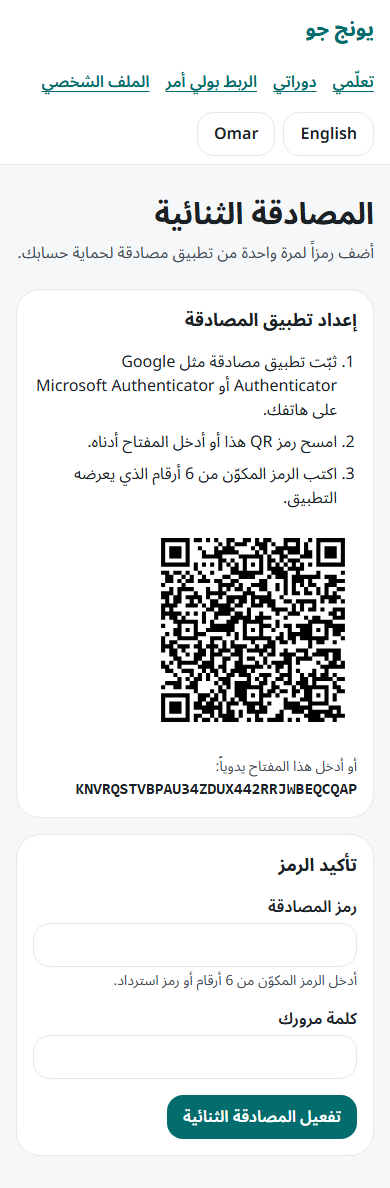 يونج جو
تعلّمي دوراتي الربط بولي أمر الملف الشخصي
English Omar
المصادقة الثنائية
أضف رمزاً لمرة واحدة من تطبيق مصادقة لحماية حسابك.
إعداد تطبيق المصادقة
1. ثبّت تطبيق مصادقة مثل Google
Authenticator أو Microsoft Authenticator
على هاتفك.
2. امسح رمز QR هذا أو أدخل المفتاح أدناه.
3. اكتب الرمز المكوّن من 6 أرقام الذي يعرضه
التطبيق.
أو أدخل هذا المفتاح يدوياً:
KNVRQSTVBPAU34ZDUX442RRJWBEQCQAP
تأكيد الرمز
رمز المصادقة
أدخل الرمز المكوّن من 6 أرقام أو رمز استرداد.
كلمة مرورك
تفعيل المصادقة الثنائية